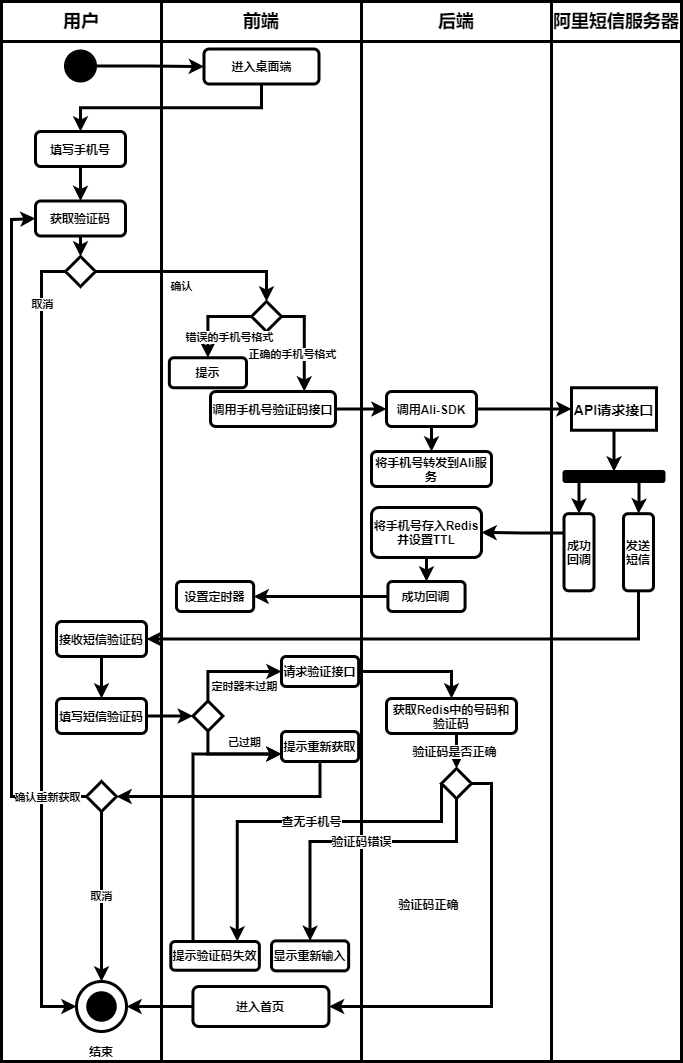 用户
前端
后端
阿里短信服务器
进入桌面端
填写手机号
获取验证码
确认
取消
错误的手机号格式
正确的手机号格式
提示
调用手机号验证码接口
调用Ali-SDK
API请求接口
将手机号转发到Ali服
务
将手机号存入Redis
并设置TTL
成功
回调
发送
短信
设置定时器
成功回调
接收短信验证码
请求验证接口
定时器未过期
填写短信验证码
获取Redis中的号码和
验证码
已过期
提示重新获取
验证码是否正确
确认重新获取
查无手机号
验证码错误
取消
验证码正确
提示验证码失效
显示重新输入
进入首页
结束